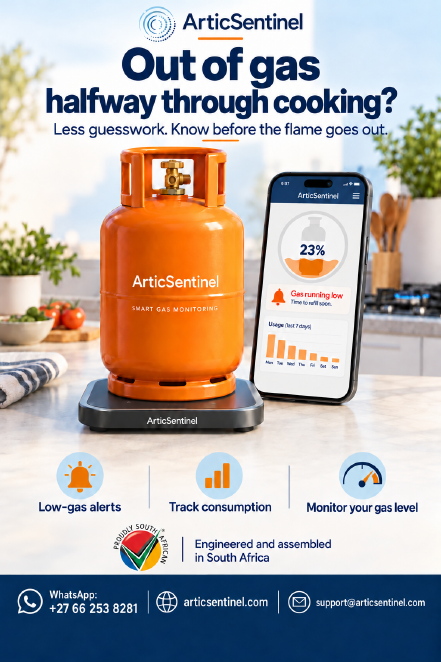 ArticSentinel
Out of gas
halfway through cooking?
Less guesswork. Know before the flame goes out.
ArticSentinel
SMART GAS MONITORING
ArticSentinel
9:37
ArticSentinel
23%
Gas running low
Time to refill soon.
Usage (last 7 days)
Mon Tue Wed Thu Fri Sat Sun
Low-gas alerts
Track consumption
Monitor your gas level
PROUDLY SOUTH AFRICAN
Engineered and assembled
in South Africa
WhatsApp:
+27 66 253 8281
articsentinel.com
support@articsentinel.com